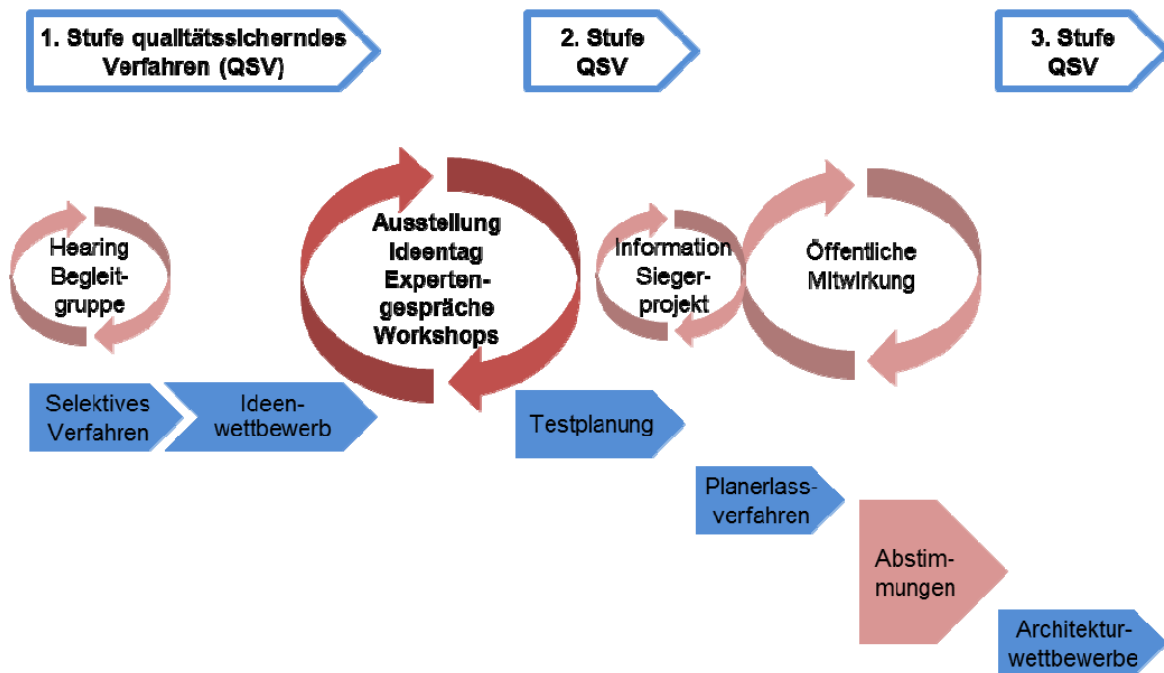 1. Stufe qualitätssicherndes
Verfahren (QSV)
2. Stufe
QSV
3. Stufe
QSV
Hearing
Begleit-
gruppe
Ausstellung
Ideentag
Experten-
gespräche
Workshops
Information
Sieger-
projekt
Öffentliche
Mitwirkung
Selektives
Verfahren
Ideen-
wettbewerb
Testplanung
Planerlass-
verfahren
Abstim-
mungen
Architektur-
wettbewerbe